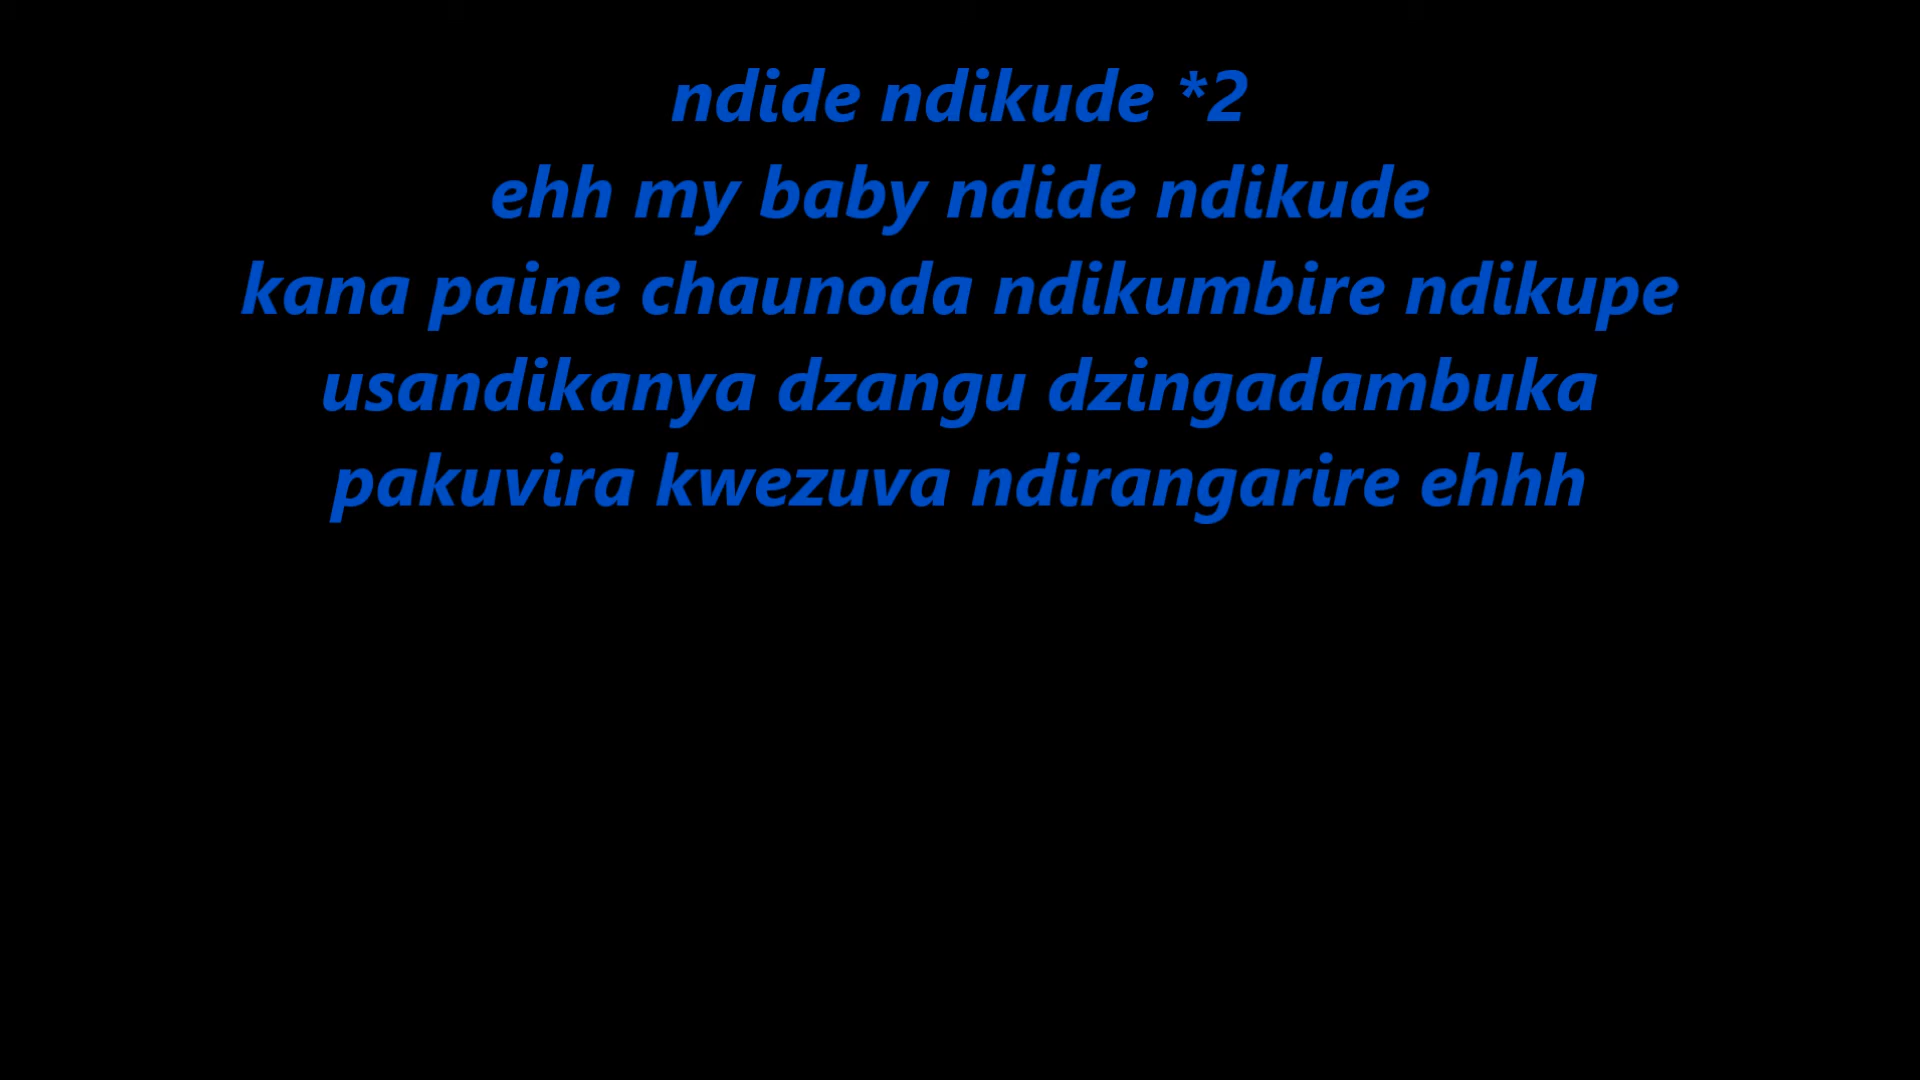 ndide ndikude *2
ehh my baby ndide ndikude
kana paine chaunoda ndikumbire ndikupe
usandikanya dzangu dzingadambuka
pakuvira kwezuva ndirangarire ehhh